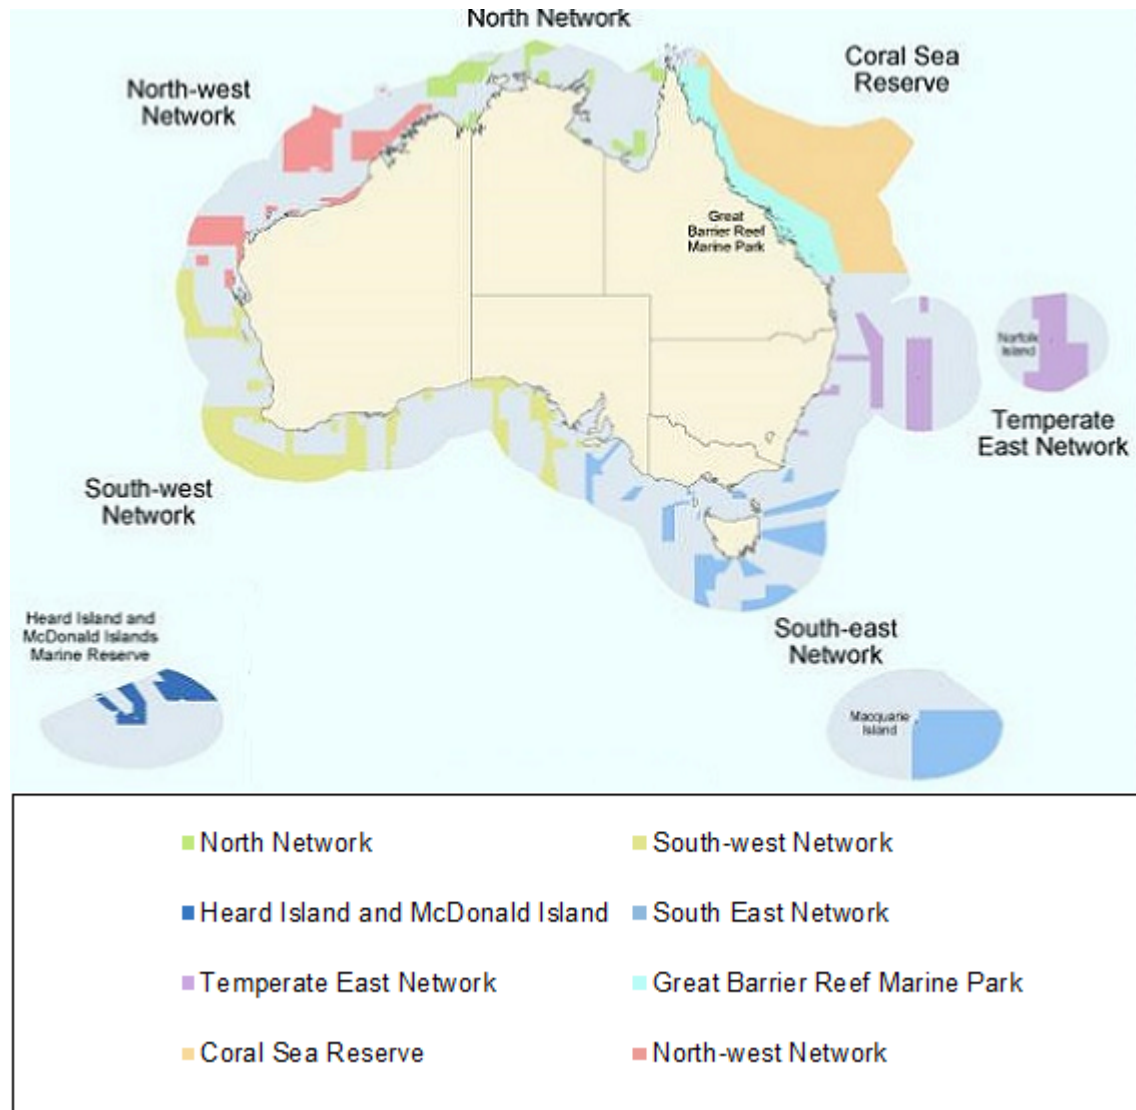 North Network
Coral Sea
Reserve
North-west
Network
Great
Barrier Reef
Marine Park
Norfolk
Island
Temperate
East Network
South-west
Network
Heard Island and
McDonald Islands
Marine Reserve
South-east
Network
Macquarie
Island
North Network
South-west Network
Heard Island and McDonald Island
South East Network
Temperate East Network
Great Barrier Reef Marine Park
Coral Sea Reserve
North-west Network